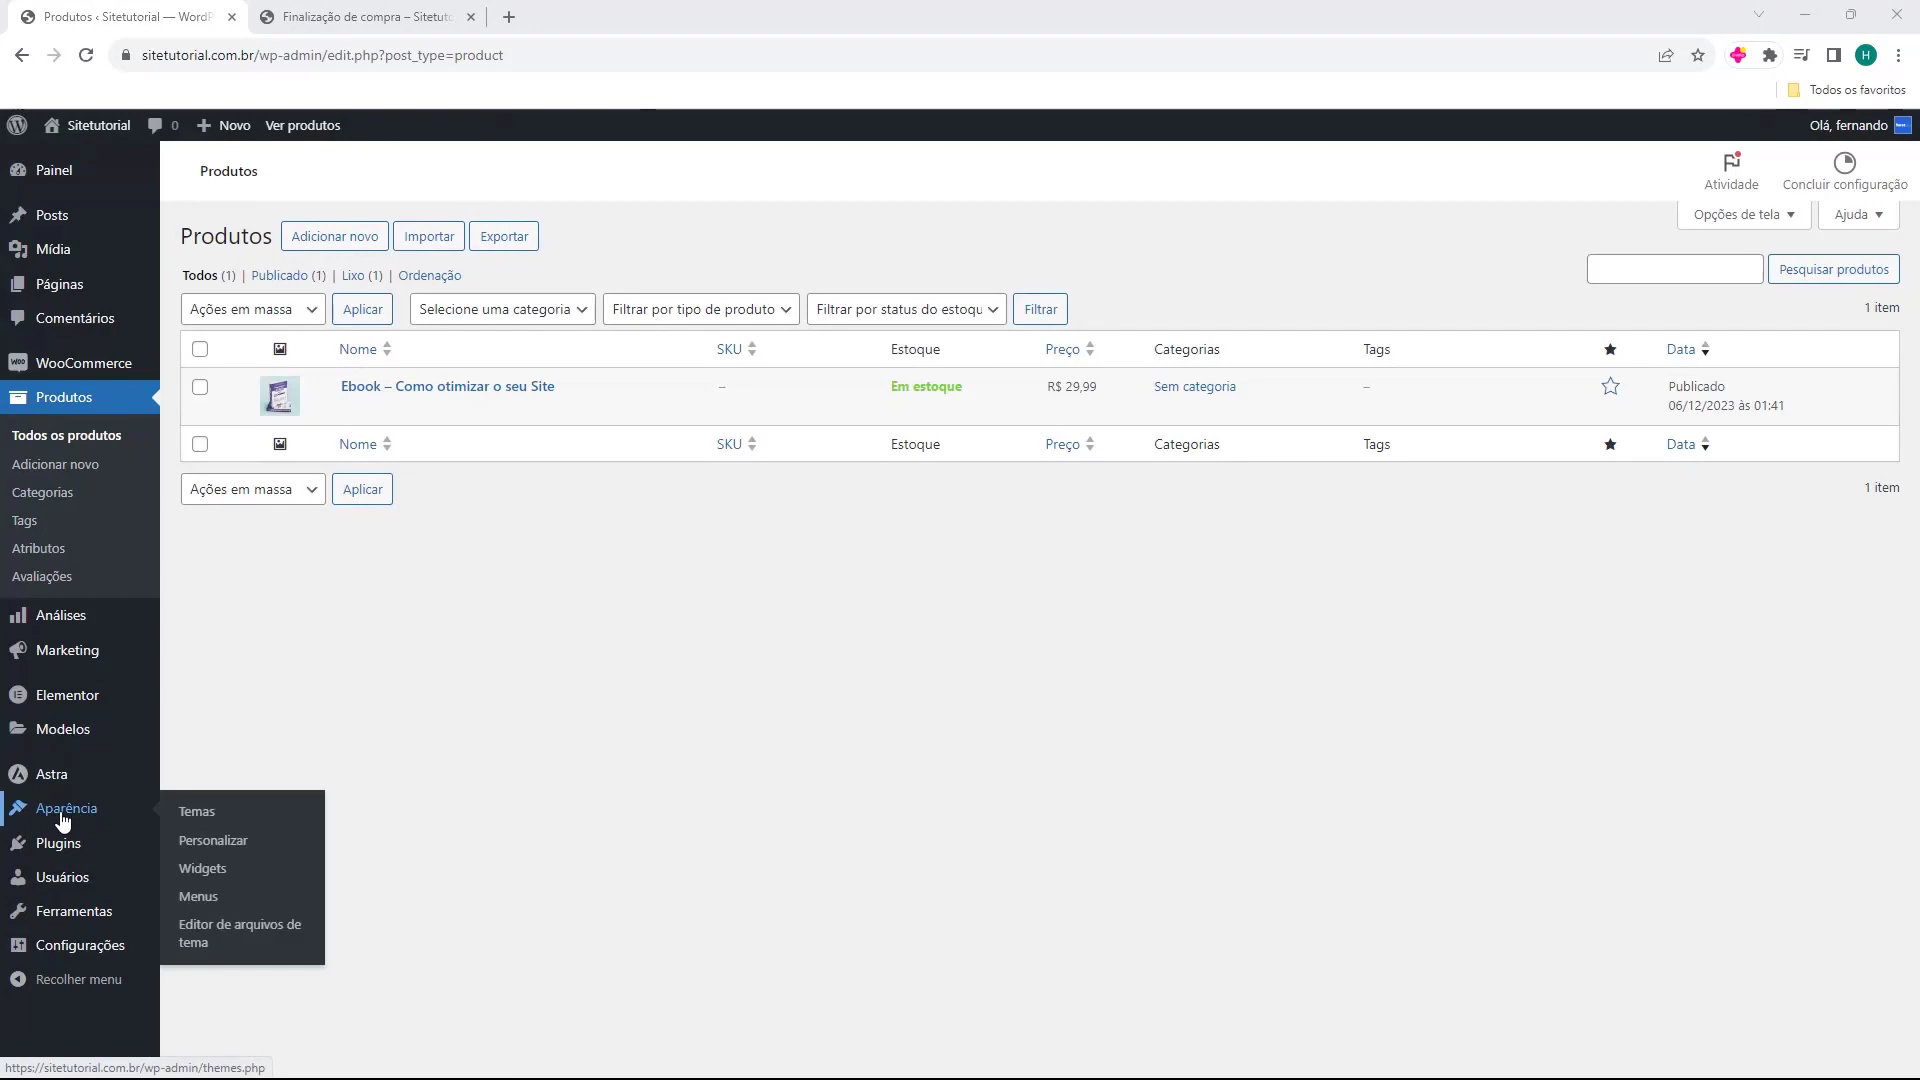 Produtos ‹ Sitetutorial — WordP
Finalização de compra – Sitetuto
sitetutorial.com.br/wp-admin/edit.php?post_type=product
H
Todos os favoritos
Sitetutorial
0
Novo
Ver produtos
Olá, fernando
Painel
Posts
Mídia
Páginas
Comentários
WooCommerce
Produtos
Todos os produtos
Adicionar novo
Categorias
Tags
Atributos
Avaliações
Análises
Marketing
Elementor
Modelos
Astra
Aparência
Plugins
Usuários
Ferramentas
Configurações
Recolher menu
Temas
Personalizar
Widgets
Menus
Editor de arquivos de
tema
Produtos
Atividade
Concluir configuração
Opções de tela
Ajuda
Produtos
Adicionar novo
Importar
Exportar
Todos (1) | Publicado (1) | Lixo (1) | Ordenação
Pesquisar produtos
Ações em massa
Aplicar
Selecione uma categoria
Filtrar por tipo de produto
Filtrar por status do estoqu
Filtrar
1 item
Nome SKU Estoque Preço Categorias Tags Data
Ebook – Como otimizar o seu Site – Em estoque R$ 29,99 Sem categoria – Publicado
06/12/2023 às 01:41
Nome SKU Estoque Preço Categorias Tags Data
Ações em massa
Aplicar
1 item
https://sitetutorial.com.br/wp-admin/themes.php